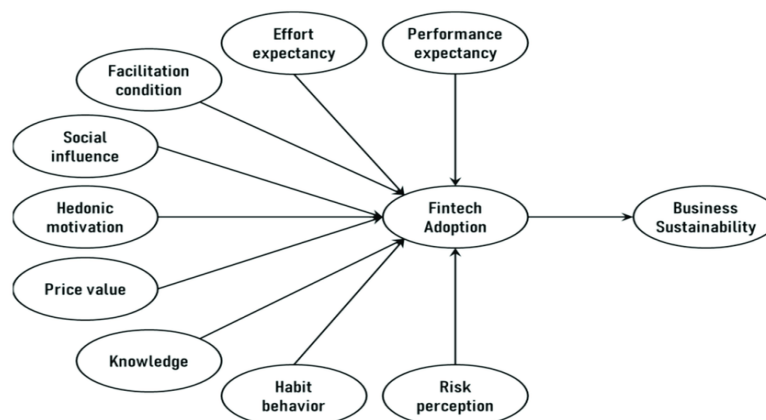 Effort
expectancy
Performance
expectancy
Facilitation
condition
Social
influence
Hedonic
motivation
Fintech
Adoption
Business
Sustainability
Price value
Knowledge
Habit
behavior
Risk
perception